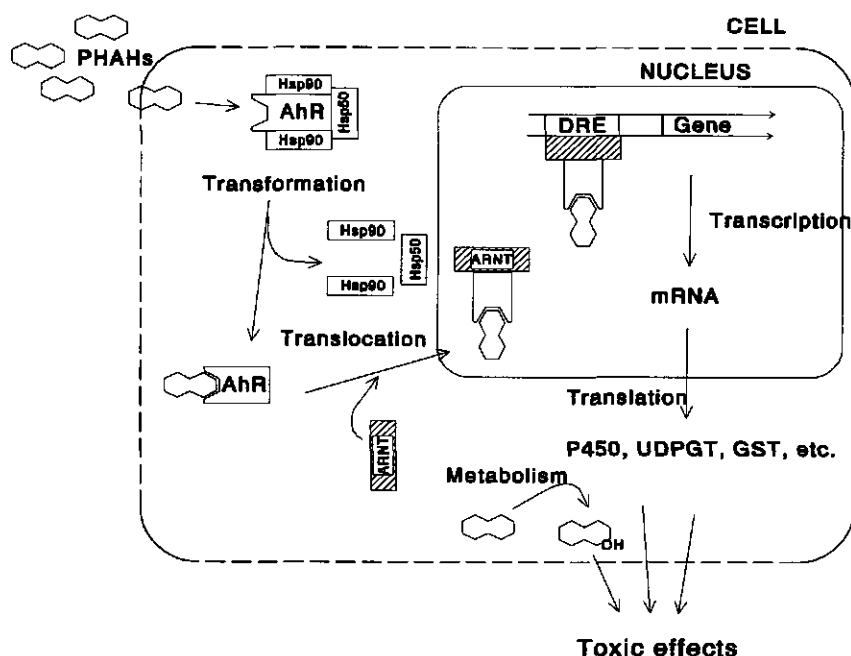 CELL
PHAHs
NUCLEUS
Hsp90
AhR
Hsp50
Hsp90
DRE
Gene
Transformation
Transcription
Hsp90
Hsp50
Hsp90
ARNT
mRNA
Translocation
AhR
Translation
ARNT
P450, UDPGT, GST, etc.
Metabolism
OH
Toxic effects